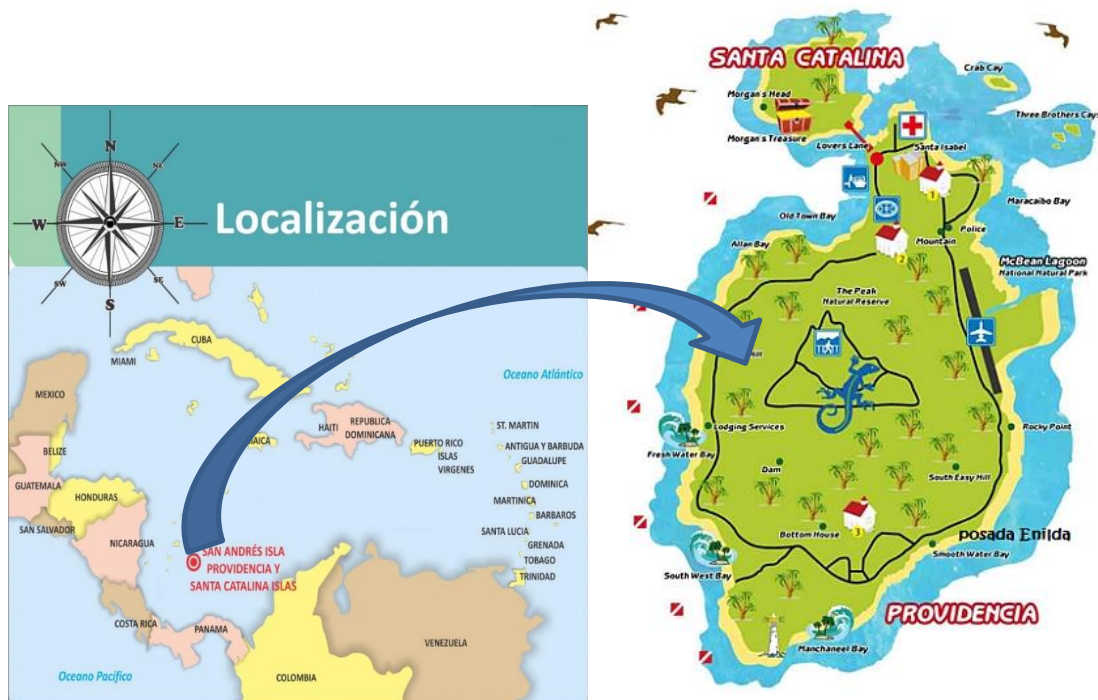 Localización
N
NW
NE
W
E
SW
SE
S
MIAMI
CUBA
Oceano Atlántico
MEXICO
HAITI
REPUBLICA
DOMINICANA
PUERTO RICO
ISLAS
VIRGENES
ST. MARTIN
ANTIGUA Y BARBUDA
GUADALUPE
DOMINICA
MARTINICA
BARBAROS
SANTA LUCIA
GRENADA
TOBAGO
TRINIDAD
BELIZE
GUATEMALA
HONDURAS
SAN SALVADOR
NICARAGUA
SAN ANDRÉS ISLA
PROVIDENCIA Y
SANTA CATALINA ISLAS
COSTA RICA
PANAMA
VENEZUELA
COLOMBIA
Oceano Pacífico
SANTA CATALINA
Crab Cay
Morgan's Head
Three Brothers Cays
Morgan's Treasure
Lovers Lane
Santa Isabel
1
Maracaibo Bay
Old Town Bay
Police
Allan Bay
Mountain
2
McBean Lagoon
National Natural Park
The Peak
Natural Reserve
Lodging Services
Rocky Point
Fresh Water Bay
Dam
South Easy Hill
3
Bottom House
posada Enilda
Smooth Water Bay
South West Bay
PROVIDENCIA
Manchaneel Bay